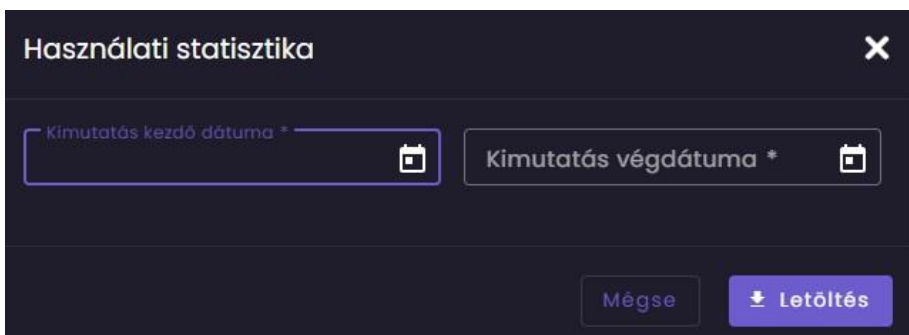 Használati statisztika
Kimutatás kezdő dátuma *
Kimutatás végdátuma *
Mégse
Letöltés